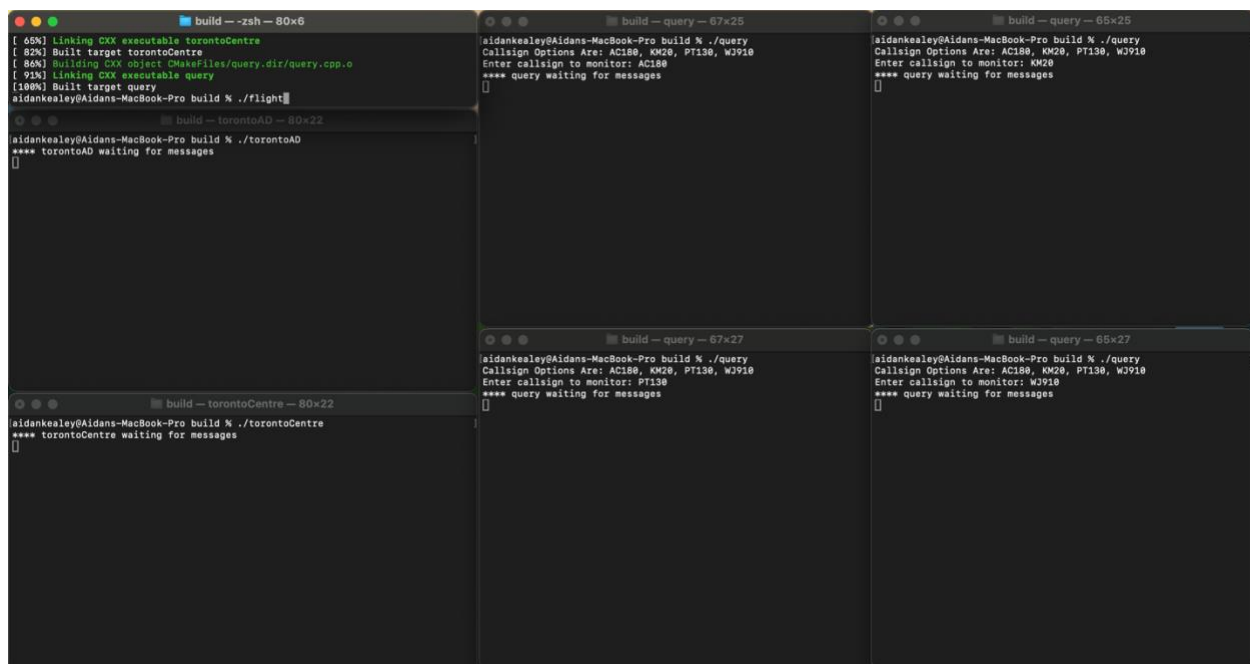 build — -zsh — 80×6
[ 65%] Linking CXX executable torontoCentre
[ 82%] Built target torontoCentre
[ 86%] Building CXX object CMakeFiles/query.dir/query.cpp.o
[ 91%] Linking CXX executable query
[100%] Built target query
aidankealey@Aidans-MacBook-Pro build % ./flight
build — torontoAD — 80×22
[aidankealey@Aidans-MacBook-Pro build % ./torontoAD ]
**** torontoAD waiting for messages
build — torontoCentre — 80×22
[aidankealey@Aidans-MacBook-Pro build % ./torontoCentre ]
**** torontoCentre waiting for messages
build — query — 67×25
[aidankealey@Aidans-MacBook-Pro build % ./query
Callsign Options Are: AC180, KM20, PT130, WJ910
Enter callsign to monitor: AC180
**** query waiting for messages
build — query — 65×25
[aidankealey@Aidans-MacBook-Pro build % ./query
Callsign Options Are: AC180, KM20, PT130, WJ910
Enter callsign to monitor: KM20
**** query waiting for messages
build — query — 67×27
[aidankealey@Aidans-MacBook-Pro build % ./query
Callsign Options Are: AC180, KM20, PT130, WJ910
Enter callsign to monitor: PT130
**** query waiting for messages
build — query — 65×27
[aidankealey@Aidans-MacBook-Pro build % ./query
Callsign Options Are: AC180, KM20, PT130, WJ910
Enter callsign to monitor: WJ910
**** query waiting for messages